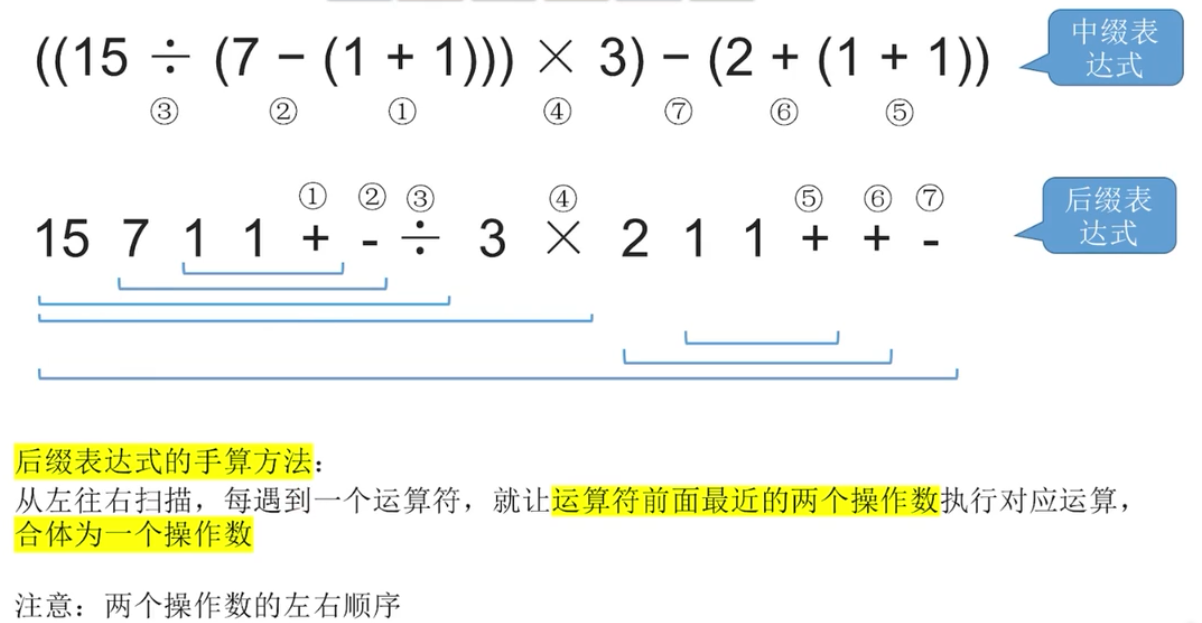 ((15 ÷ (7 − (1 + 1))) × 3) − (2 + (1 + 1))
中缀表
达式
③ ② ① ④ ⑦ ⑥ ⑤
① ② ③ ④ ⑤ ⑥ ⑦
15 7 1 1 + - ÷ 3 × 2 1 1 + + -
后缀表
达式
后缀表达式的手算方法：
从左往右扫描，每遇到一个运算符，就让运算符前面最近的两个操作数执行对应运算，
合体为一个操作数
注意：两个操作数的左右顺序